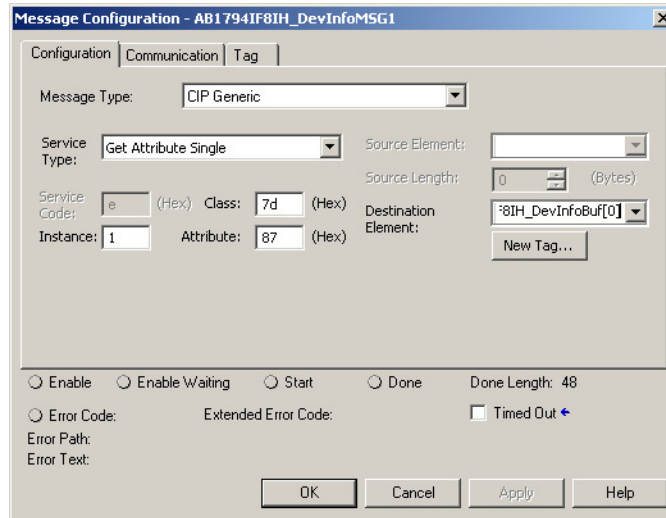 Message Configuration - AB1794IF8IH_DevInfoMSG1
Configuration Communication Tag
Message Type: CIP Generic
Service Type: Get Attribute Single
Source Element:
Source Length: 0 (Bytes)
Service Code: e (Hex) Class: 7d (Hex)
Destination Element: F8IH_DevInfoBuf[0]
Instance: 1 Attribute: 87 (Hex)
New Tag...
Enable Enable Waiting Start Done Done Length: 48
Error Code: Extended Error Code: Timed Out
Error Path:
Error Text:
OK Cancel Apply Help